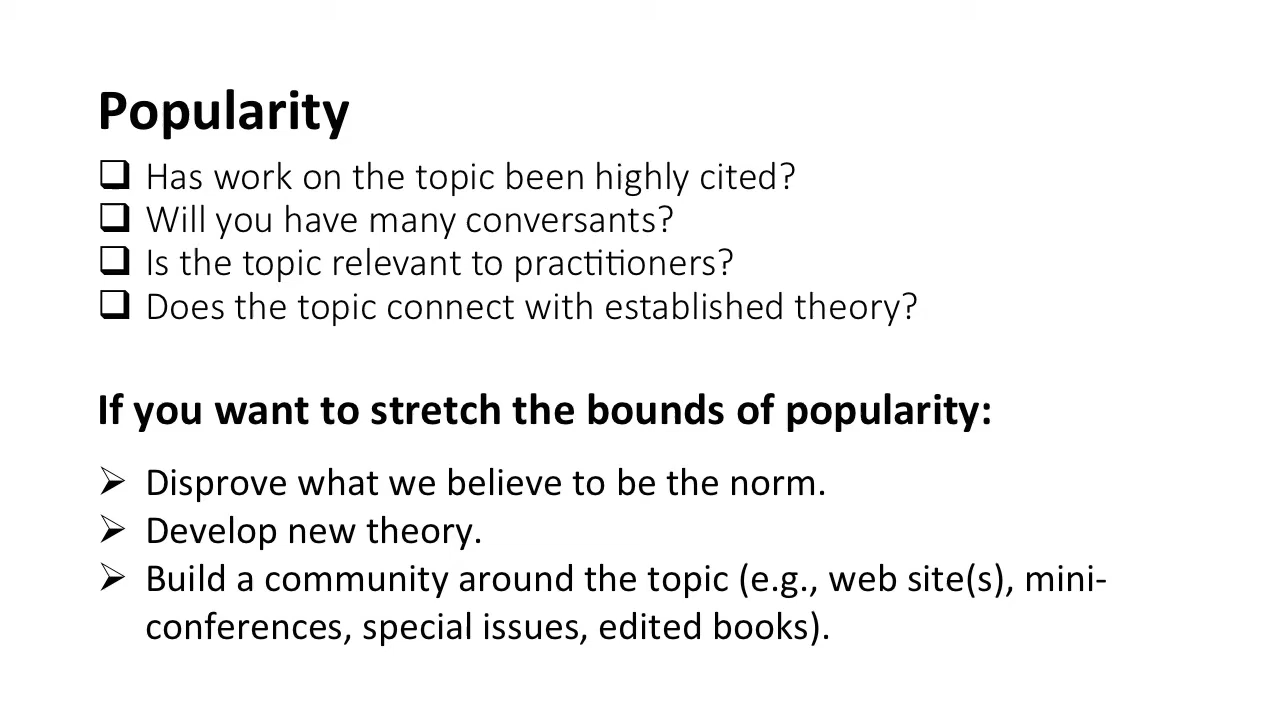 Popularity
❑ Has work on the topic been highly cited?
❑ Will you have many conversants?
❑ Is the topic relevant to practitioners?
❑ Does the topic connect with established theory?
If you want to stretch the bounds of popularity:
➢ Disprove what we believe to be the norm.
➢ Develop new theory.
➢ Build a community around the topic (e.g., web site(s), mini-
conferences, special issues, edited books).